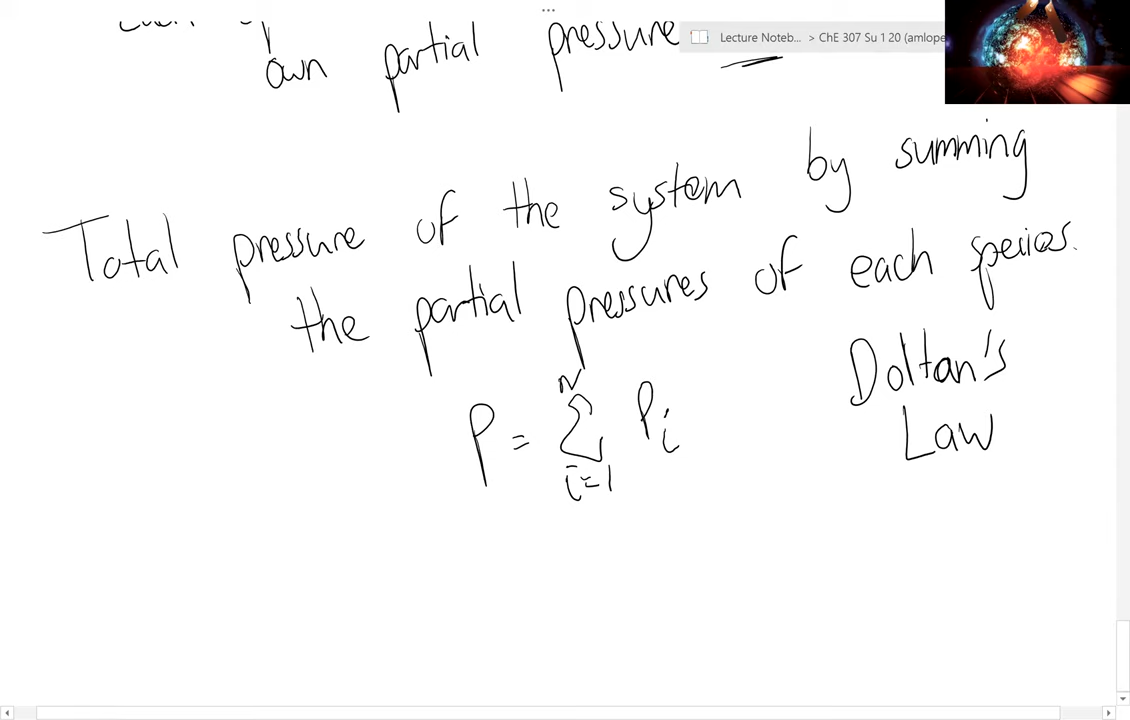 Lecture Noteb... > ChE 307 Su 1 20 (amlope
own partial pressure
Total pressure of the system by summing
the partial pressures of each species.
P = Σ Pi
N
i=1
Doltan's
Law